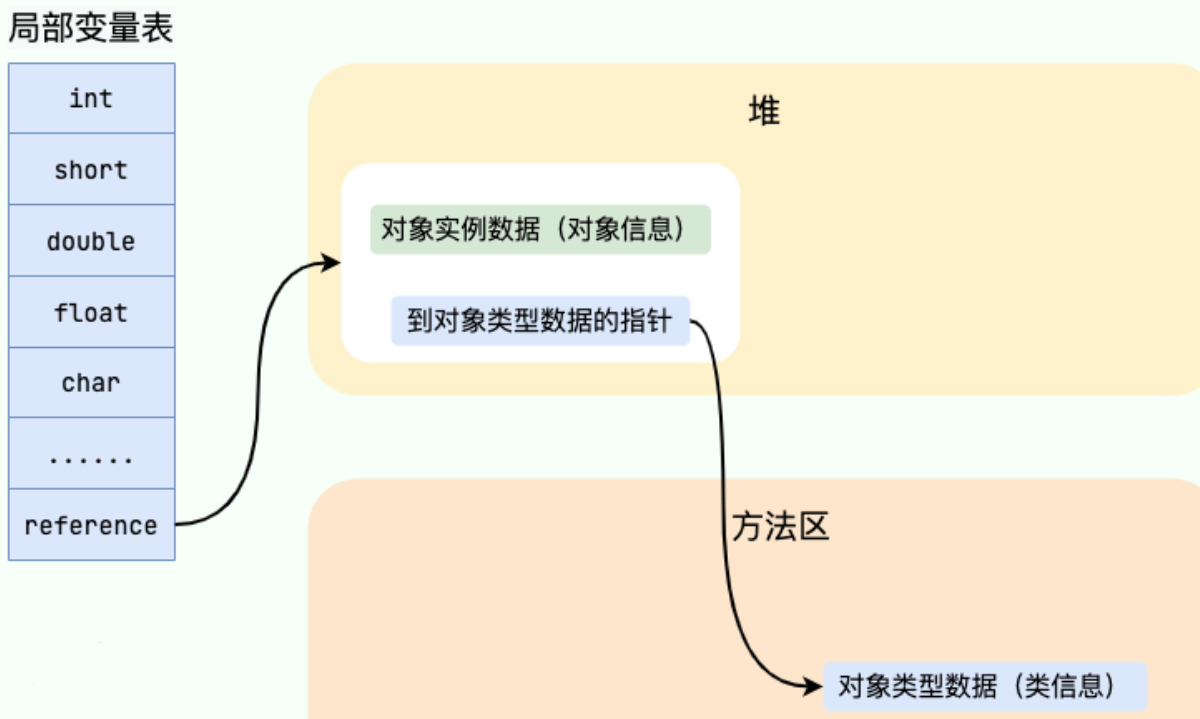 局部变量表
int
short
double
float
char
......
reference
堆
对象实例数据（对象信息）
到对象类型数据的指针
方法区
对象类型数据（类信息）